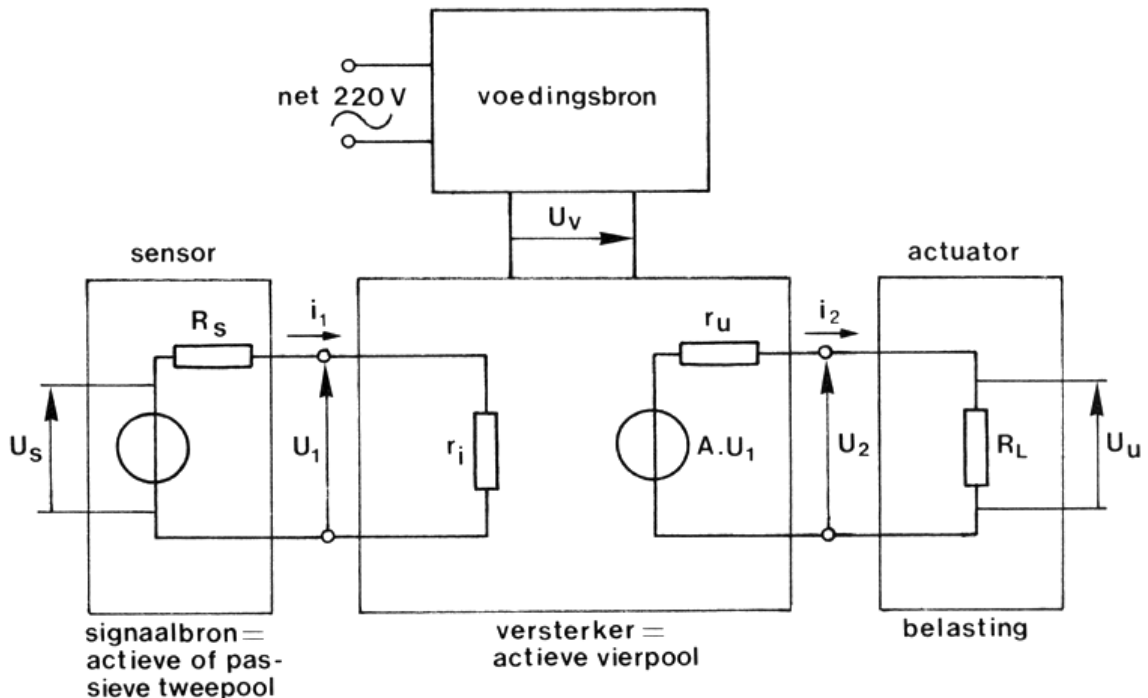 net 220 V
voedingsbron
U_v
sensor
actuator
R_s
i_1
r_u
i_2
U_s
U_1
r_i
A.U_1
U_2
R_L
U_u
signaalbron =
actieve of pas-
sieve tweepool
versterker =
actieve vierpool
belasting